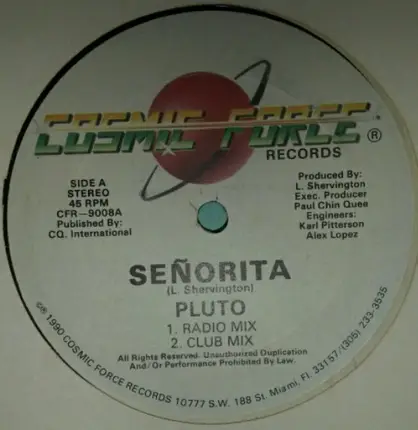 COSMIC FORCE ®
RECORDS
SIDE A
STEREO
45 RPM
CFR-9008A
Published By:
CQ. International
Produced By:
L. Shervington
Exec. Producer
Paul Chin Quee
Engineers:
Karl Pitterson
Alex Lopez
SEÑORITA
(L. Shervington)
PLUTO
1. RADIO MIX
2. CLUB MIX
All Rights Reserved. Unauthorized Duplication
And/Or Performance Prohibited By Law.
℗© 1990 COSMIC FORCE RECORDS 10777 S.W. 188 St. Miami, Fl. 33157/(305) 233-3535